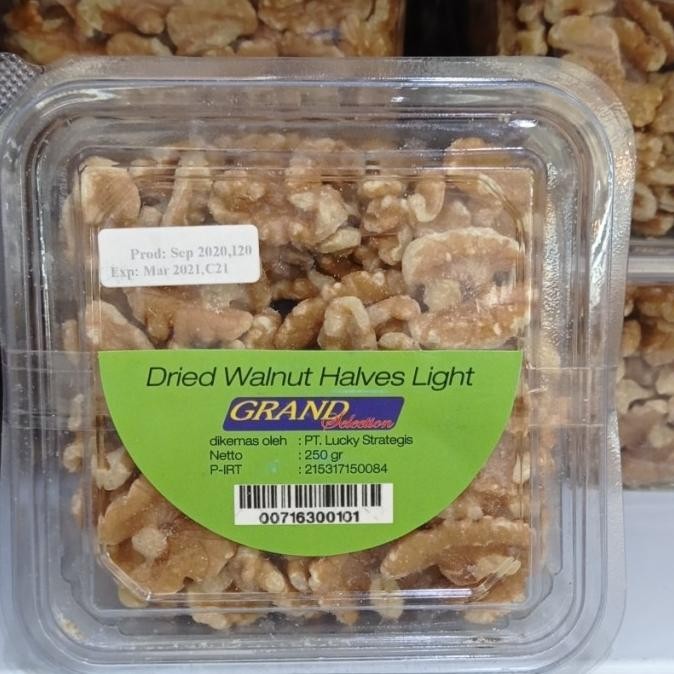 Prod: Sep 2020,I20
Exp: Mar 2021,C21
Dried Walnut Halves Light
GRAND Selection
dikemas oleh : PT. Lucky Strategis
Netto : 250 gr
P-IRT : 215317150084
00716300101